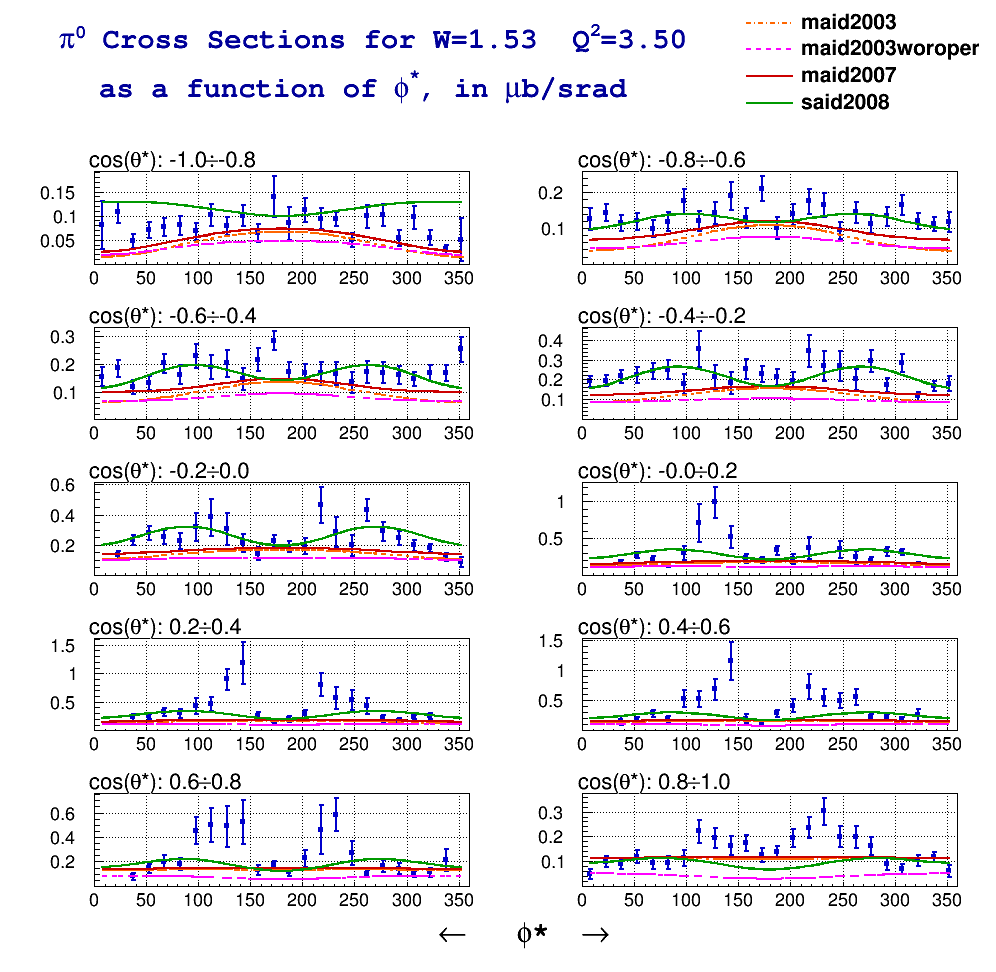 π⁰ Cross Sections for W=1.53 Q²=3.50
as a function of ϕ*, in μb/srad
maid2003
maid2003woroper
maid2007
said2008
cos(θ*): -1.0÷-0.8
0.15
0.1
0.05
0 50 100 150 200 250 300 350
cos(θ*): -0.8÷-0.6
0.2
0.1
0 50 100 150 200 250 300 350
cos(θ*): -0.6÷-0.4
0.3
0.2
0.1
0 50 100 150 200 250 300 350
cos(θ*): -0.4÷-0.2
0.4
0.3
0.2
0.1
0 50 100 150 200 250 300 350
cos(θ*): -0.2÷0.0
0.6
0.4
0.2
0 50 100 150 200 250 300 350
cos(θ*): -0.0÷0.2
1
0.5
0 50 100 150 200 250 300 350
cos(θ*): 0.2÷0.4
1.5
1
0.5
0 50 100 150 200 250 300 350
cos(θ*): 0.4÷0.6
1.5
1
0.5
0 50 100 150 200 250 300 350
cos(θ*): 0.6÷0.8
0.6
0.4
0.2
0 50 100 150 200 250 300 350
cos(θ*): 0.8÷1.0
0.3
0.2
0.1
0 50 100 150 200 250 300 350
← ϕ* →